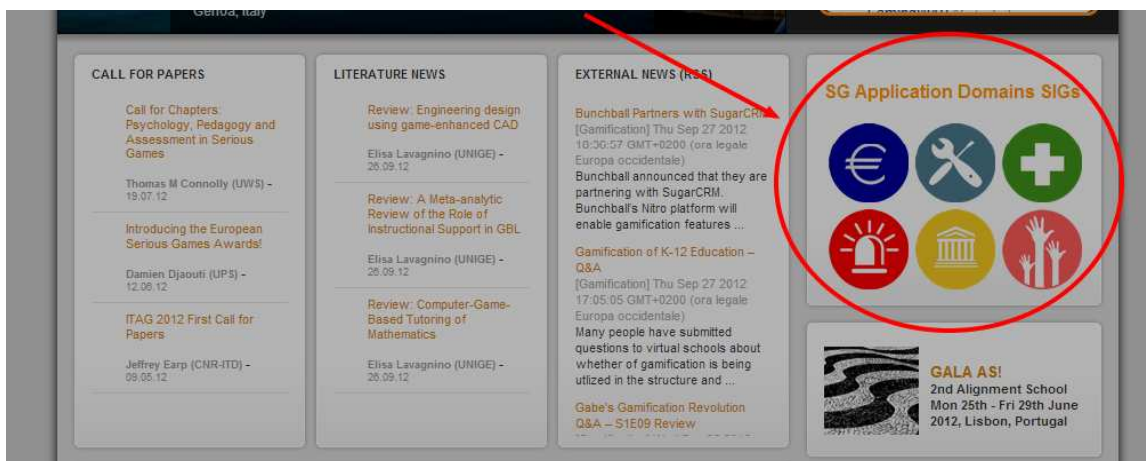 Genoa, Italy
CALL FOR PAPERS
Call for Chapters:
Psychology, Pedagogy and
Assessment in Serious
Games
Thomas M Connolly (UWS) –
19.07.12
Introducing the European
Serious Games Awards!
Damien Djaouti (UPS) –
12.06.12
ITAG 2012 First Call for
Papers
Jeffrey Earp (CNR-ITD) –
09.05.12
LITERATURE NEWS
Review: Engineering design
using game-enhanced CAD
Elisa Lavagnino (UNIGE) –
26.09.12
Review: A Meta-analytic
Review of the Role of
Instructional Support in GBL
Elisa Lavagnino (UNIGE) –
26.09.12
Review: Computer-Game-
Based Tutoring of
Mathematics
Elisa Lavagnino (UNIGE) –
26.09.12
EXTERNAL NEWS (RSS)
Bunchball Partners with SugarCRM
[Gamification] Thu Sep 27 2012
18:36:57 GMT+0200 (ora legale
Europa occidentale)
Bunchball announced that they are
partnering with SugarCRM.
Bunchball's Nitro platform will
enable gamification features ...
Gamification of K-12 Education –
Q&A
[Gamification] Thu Sep 27 2012
17:05:05 GMT+0200 (ora legale
Europa occidentale)
Many people have submitted
questions to virtual schools about
whether of gamification is being
utlized in the structure and ...
Gabe's Gamification Revolution
Q&A – S1E09 Review
SG Application Domains SIGs
GALA AS!
2nd Alignment School
Mon 25th - Fri 29th June
2012, Lisbon, Portugal